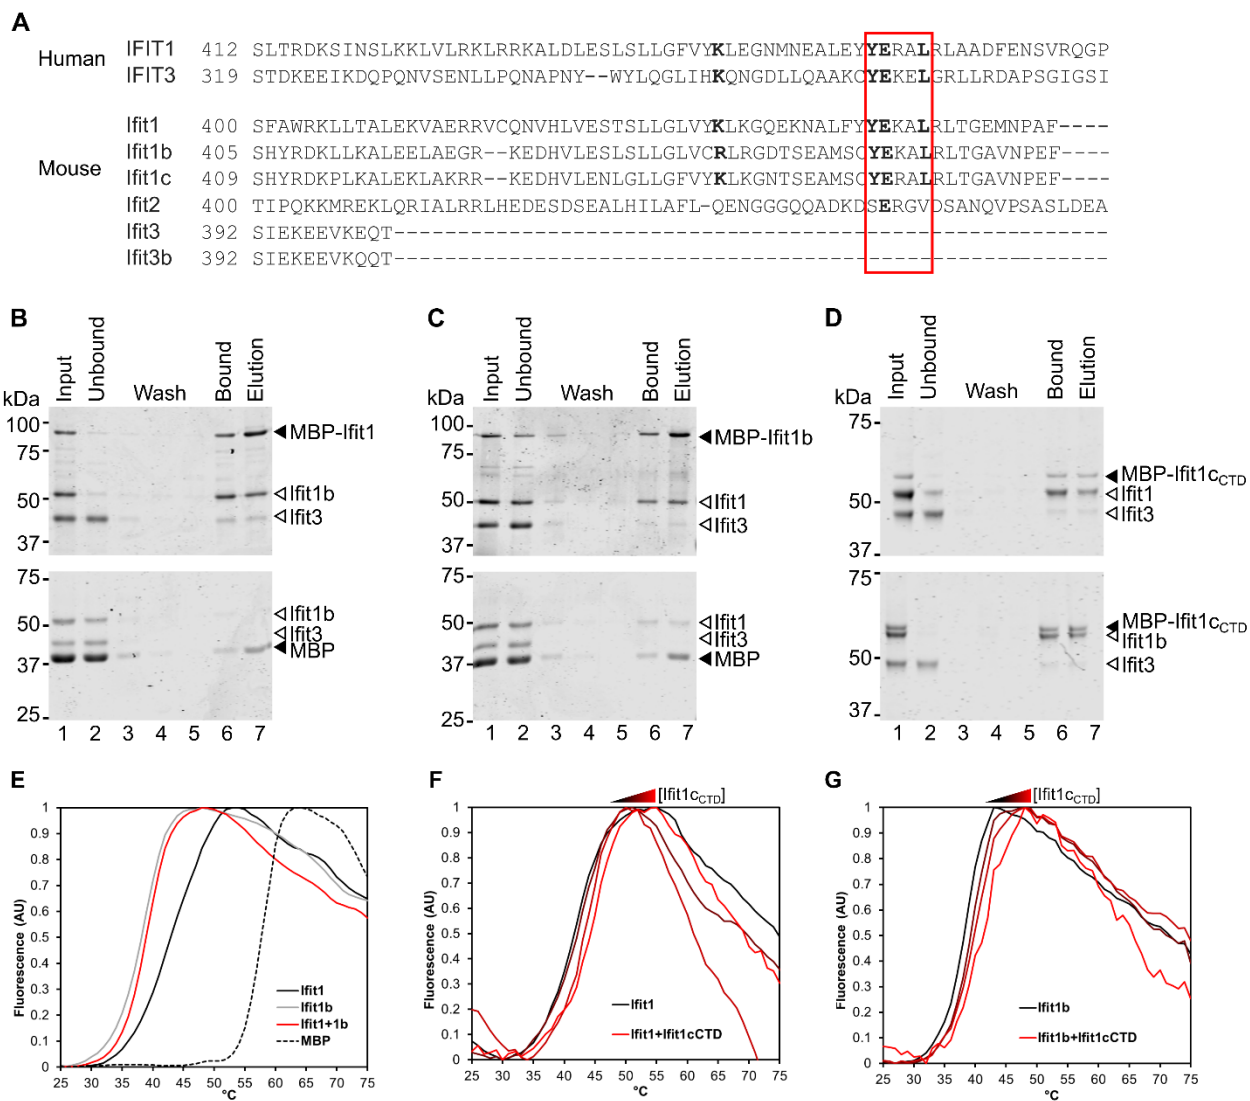 A
Human
IFIT1 412 SLTRDKSINSLKKLVLRKLRRKALDLESLSLLGFVYKLEGNMNEALEYYERALRLAADFENSVRQGP
IFIT3 319 STDKEEIKDQPQNVSENLLPQNAPNY--WYLQGLIHKQNGDLLQAAKCYEKELGRLLRDAPSGIGSI
Mouse
Ifit1 400 SFAWRKLLTALEKVAERRVCQNVHLVESTSLLGLVYKLKGQEKNALFYYEKALRLTGEMNPAF----
Ifit1b 405 SHYRDKLLKALEELAEGR--KEDHVLESLSLLGLVCRLRGDTSEAMSCYEKALRLTGAVNPEF----
Ifit1c 409 SHYRDKPLKALEKLAKRR--KEDHVLENLGLLGFVYKLKGNTSEAMSCYERALRLTGAVNPEF----
Ifit2 400 TIPQKKMREKLQRIALRRLHEDESDSEALHILAFL-QENGGGQQADKDSERGVDSANQVPSASLDEA
Ifit3 392 SIEKEEVKEQT--------------------------------------------------------
Ifit3b 392 SIEKEEVKQQT--------------------------------------------------------
B
Input
Unbound
Wash
Bound
Elution
kDa
100
75
50
37
MBP-Ifit1
Ifit1b
Ifit3
75
50
37
25
Ifit1b
Ifit3
MBP
1 2 3 4 5 6 7
C
Input
Unbound
Wash
Bound
Elution
kDa
100
75
50
37
MBP-Ifit1b
Ifit1
Ifit3
75
50
37
25
Ifit1
Ifit3
MBP
1 2 3 4 5 6 7
D
Input
Unbound
Wash
Bound
Elution
kDa
75
50
37
MBP-Ifit1cCTD
Ifit1
Ifit3
75
50
37
MBP-Ifit1cCTD
Ifit1b
Ifit3
1 2 3 4 5 6 7
E
Fluorescence (AU)
1
0.9
0.8
0.7
0.6
0.5
0.4
0.3
0.2
0.1
0
Ifit1
Ifit1b
Ifit1+1b
MBP
25 30 35 40 45 50 55 60 65 70 75
°C
F
[Ifit1cCTD]
Fluorescence (AU)
1
0.9
0.8
0.7
0.6
0.5
0.4
0.3
0.2
0.1
0
Ifit1
Ifit1+Ifit1cCTD
25 30 35 40 45 50 55 60 65 70 75
°C
G
[Ifit1cCTD]
Fluorescence (AU)
1
0.9
0.8
0.7
0.6
0.5
0.4
0.3
0.2
0.1
0
Ifit1b
Ifit1b+Ifit1cCTD
25 30 35 40 45 50 55 60 65 70 75
°C